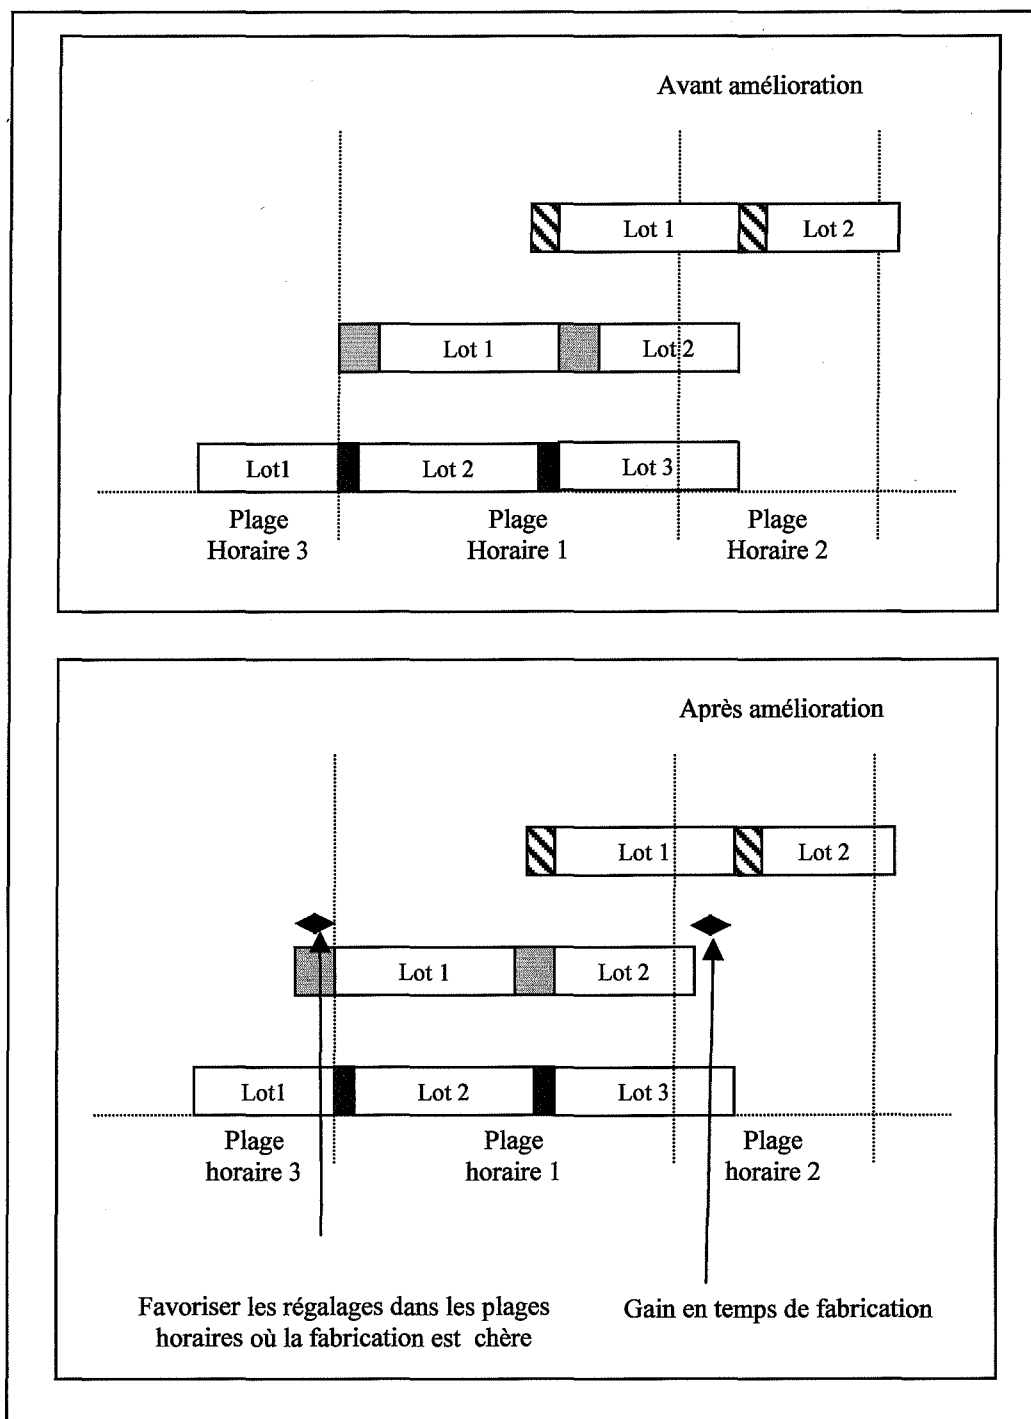 Avant amélioration
Lot 1
Lot 2
Lot 1
Lot 2
Lot1
Lot 2
Lot 3
Plage
Horaire 3
Plage
Horaire 1
Plage
Horaire 2
Après amélioration
Lot 1
Lot 2
Lot 1
Lot 2
Lot1
Lot 2
Lot 3
Plage
horaire 3
Plage
horaire 1
Plage
horaire 2
Favoriser les régalages dans les plages
horaires où la fabrication est chère
Gain en temps de fabrication